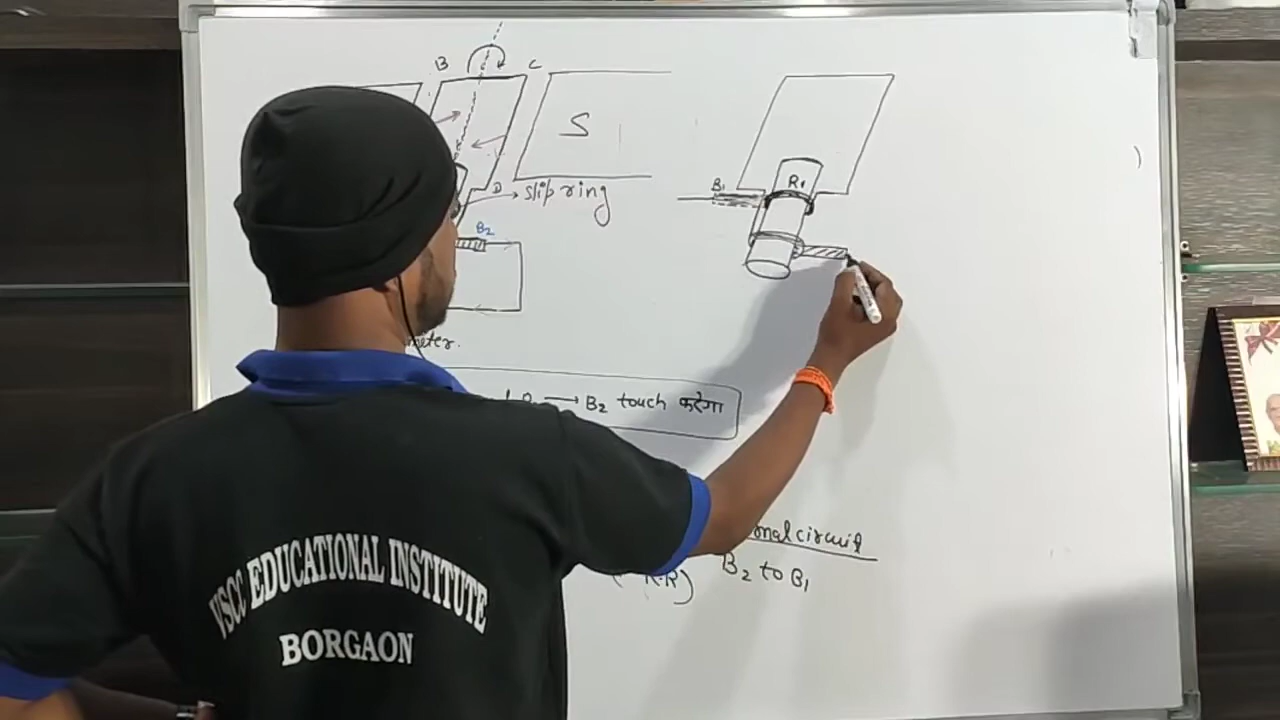 B C
S
D → slip ring
B₂
B₁ R₁
meter.
→ B₂ touch करेगा
nal circuit
R.R) B₂ to B₁
VSCC EDUCATIONAL INSTITUTE
BORGAON